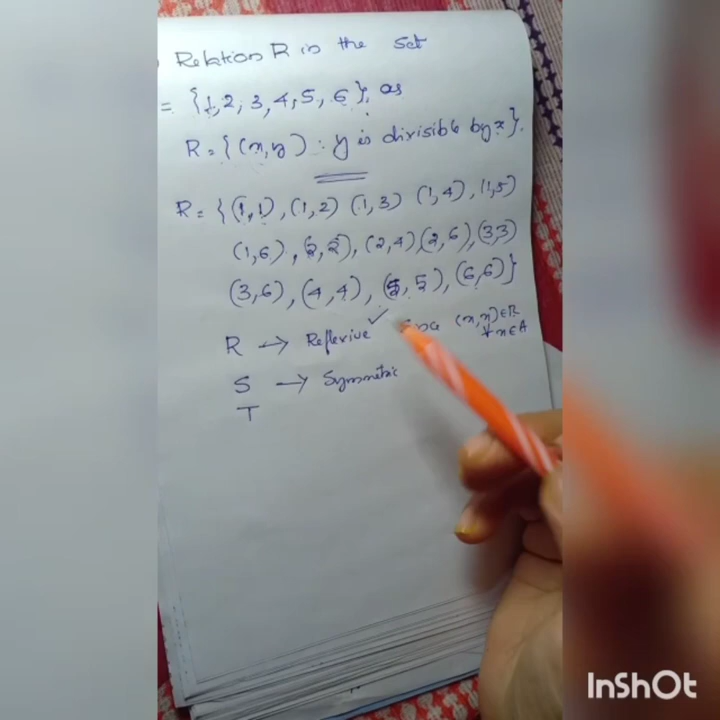 Relation R in the set
= {1, 2, 3, 4, 5, 6}, as
R = {(x, y) : y is divisible by x}.
R = {(1,1), (1,2) (1,3) (1,4), (1,5)
(1,6), (2,2), (2,4), (2,6), (3,3)
(3,6), (4,4), (5,5), (6,6)}
R → Reflexive ✓ (x,x) ∈ R
∀ x ∈ A
S → Symmetric
T
InShOt